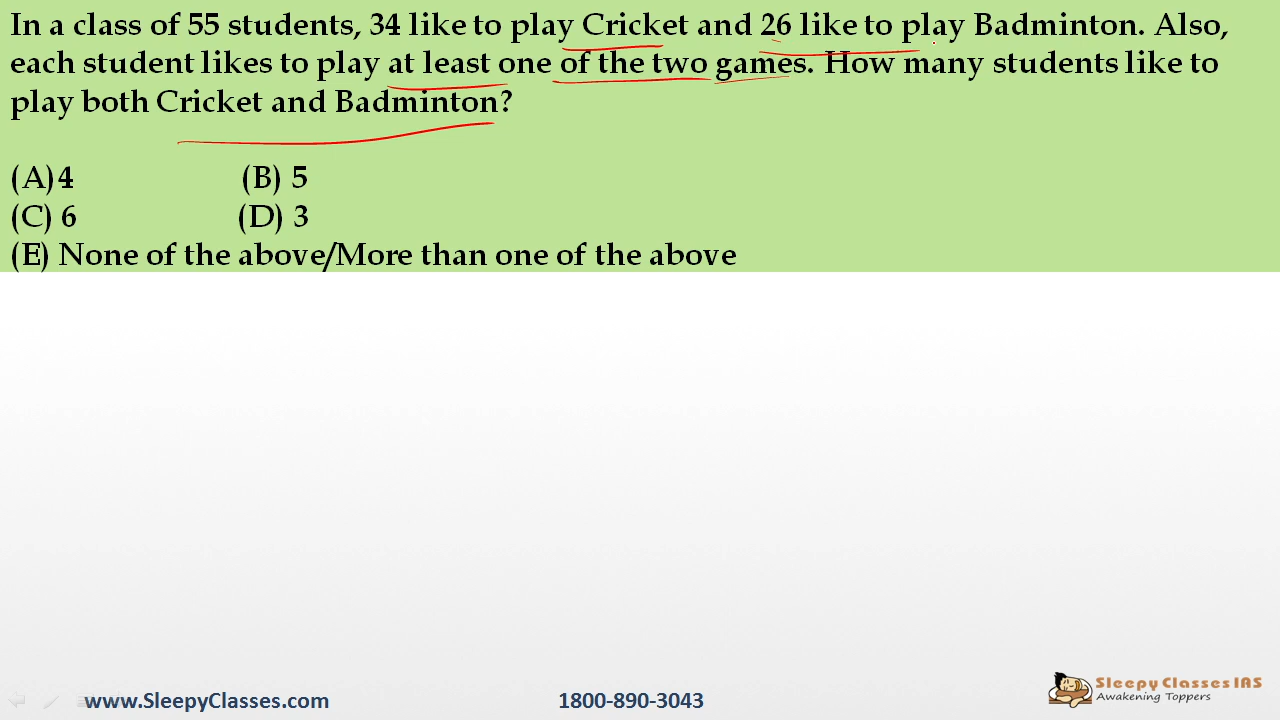 In a class of 55 students, 34 like to play Cricket and 26 like to play Badminton. Also,
each student likes to play at least one of the two games. How many students like to
play both Cricket and Badminton?
(A)4 (B) 5
(C) 6 (D) 3
(E) None of the above/More than one of the above
www.SleepyClasses.com 1800-890-3043
Sleepy Classes IAS
Awakening Toppers